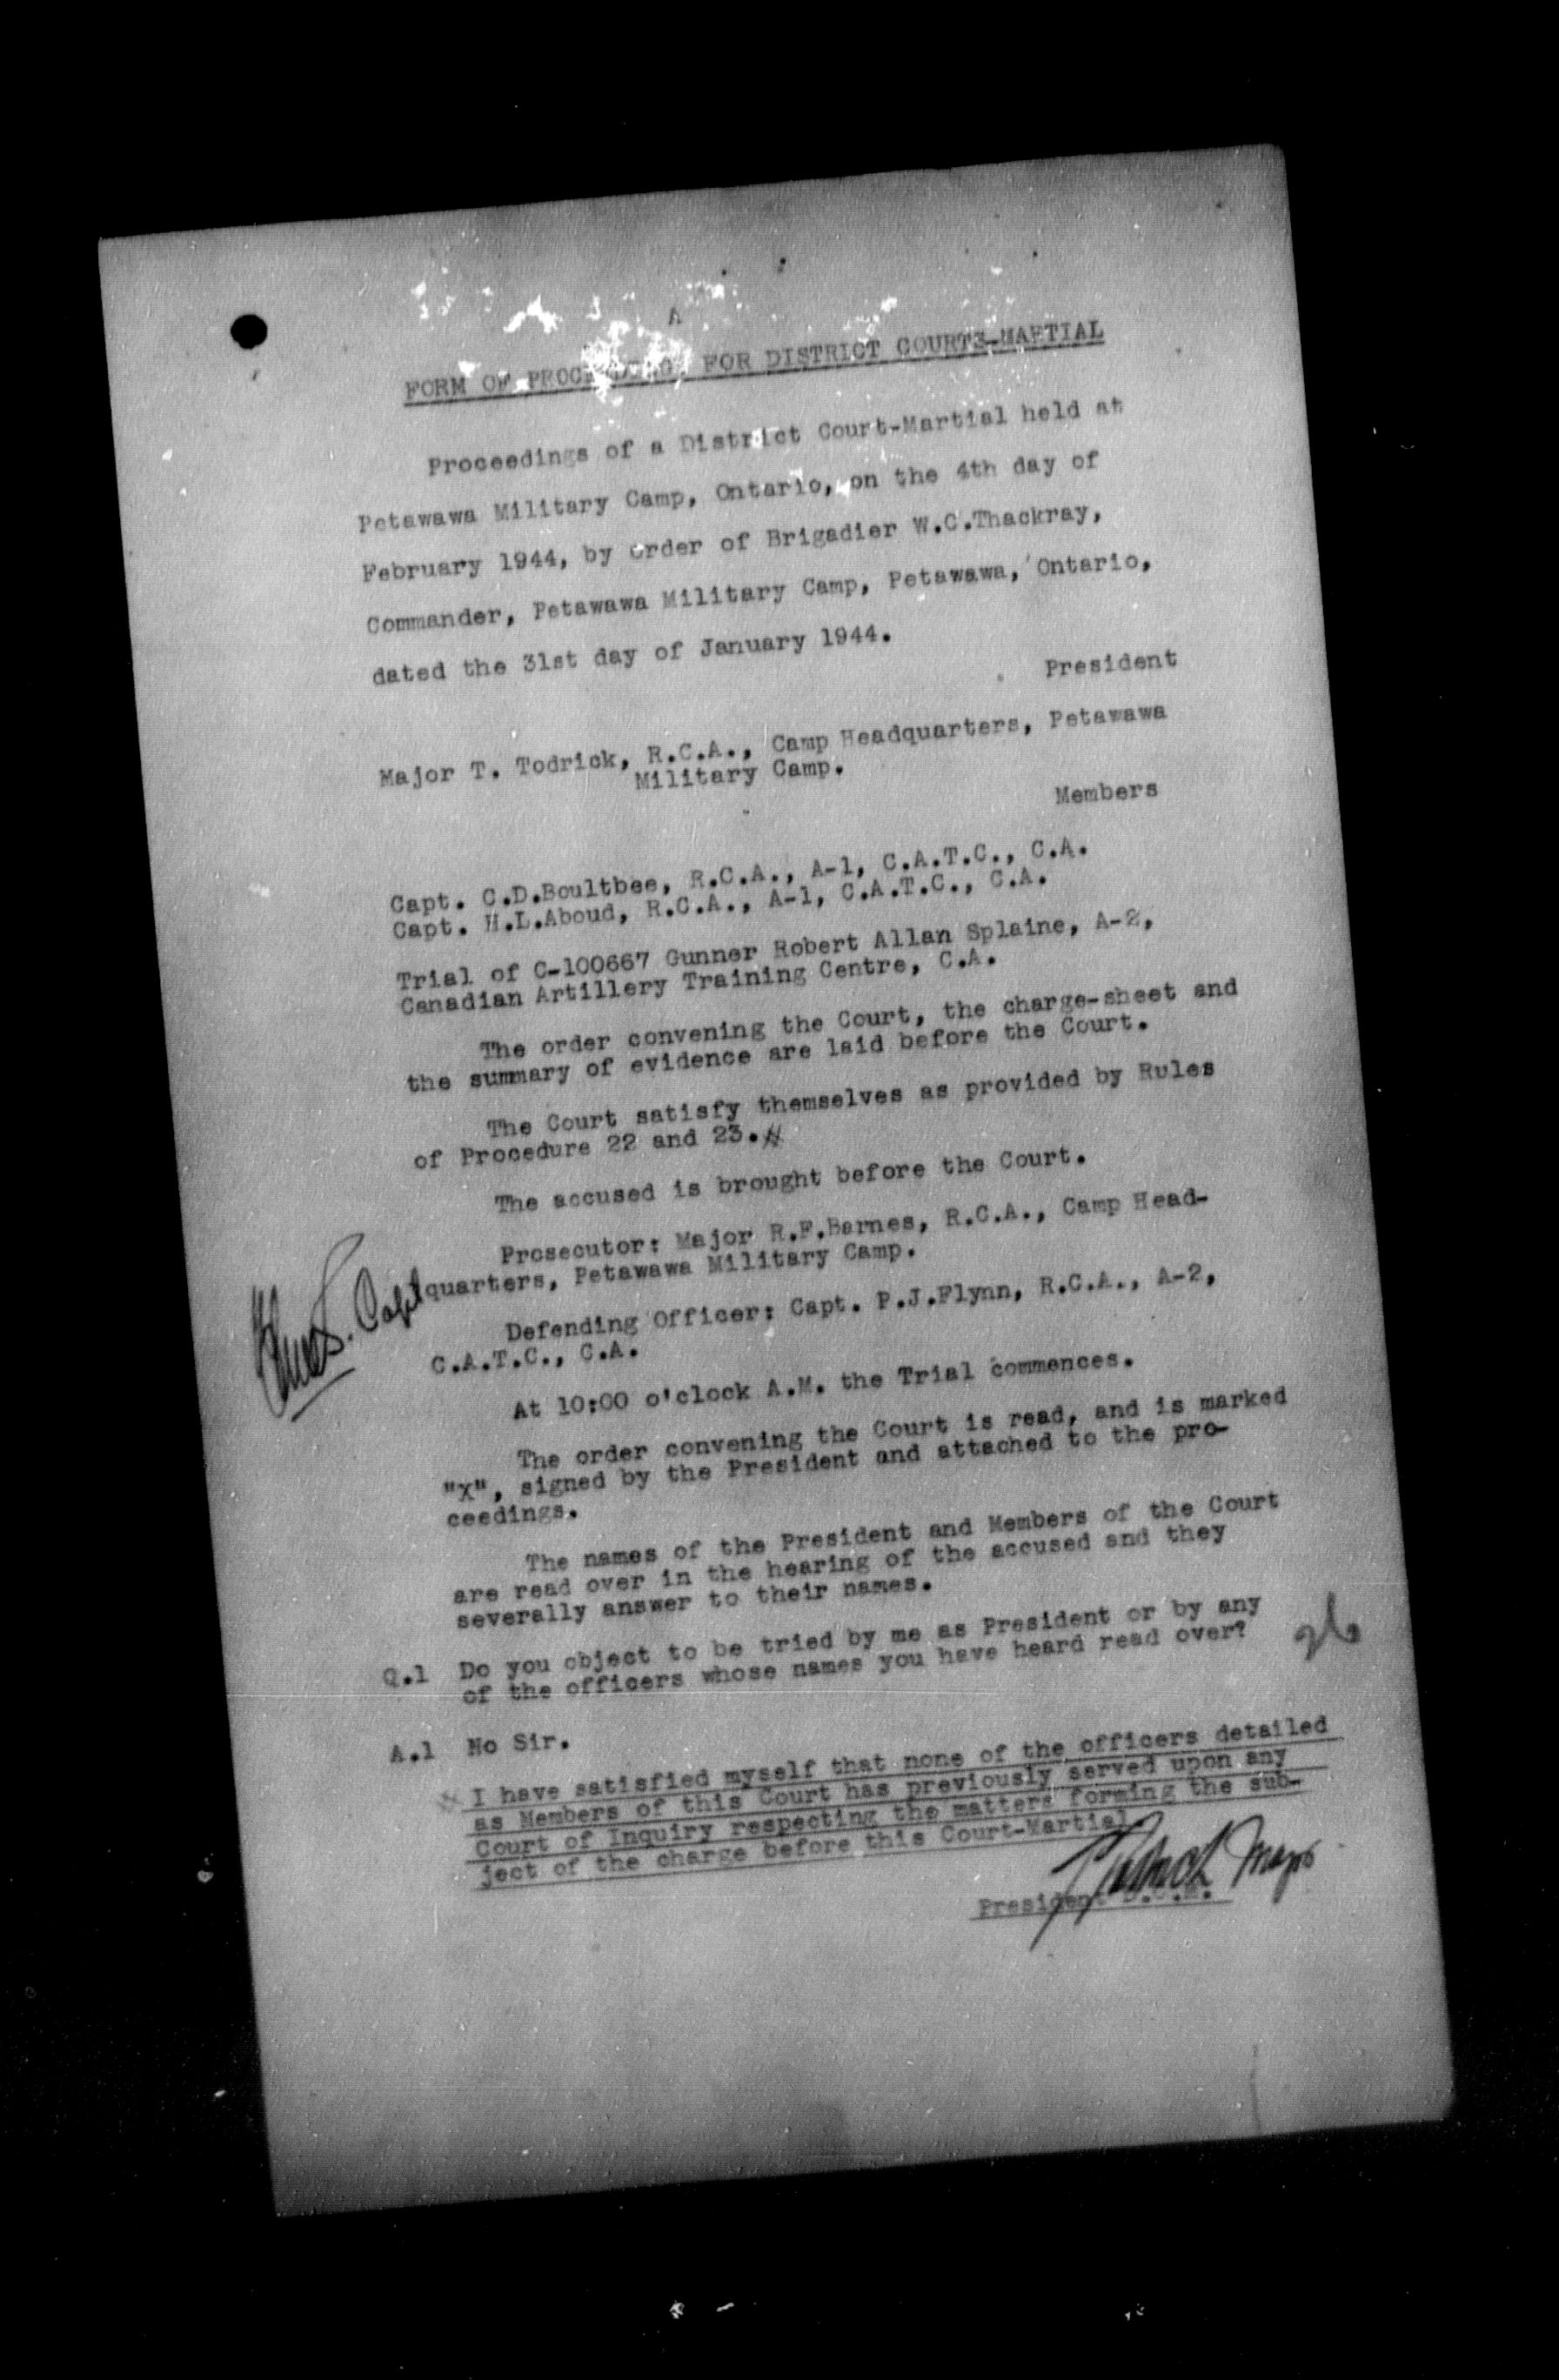 A
FORM OF PROCEEDINGS FOR DISTRICT COURTS-MARTIAL
Proceedings of a District Court-Martial held at
Petawawa Military Camp, Ontario, on the 4th day of
February 1944, by order of Brigadier W.C.Thackray,
Commander, Petawawa Military Camp, Petawawa, Ontario,
dated the 31st day of January 1944.
President
Major T. Todrick, R.C.A., Camp Headquarters, Petawawa
Military Camp.
Members
Capt. C.D.Boultbee, R.C.A., A-1, C.A.T.C., C.A.
Capt. H.L.Aboud, R.C.A., A-1, C.A.T.C., C.A.
Trial of C-100667 Gunner Robert Allan Splaine, A-2,
Canadian Artillery Training Centre, C.A.
The order convening the Court, the charge-sheet and
the summary of evidence are laid before the Court.
The Court satisfy themselves as provided by Rules
of Procedure 22 and 23.#
The accused is brought before the Court.
Prosecutor: Major R.F.Barnes, R.C.A., Camp Head-
quarters, Petawawa Military Camp.
Capt
Defending Officer: Capt. P.J.Flynn, R.C.A., A-2,
C.A.T.C., C.A.
At 10:00 o'clock A.M. the Trial commences.
The order convening the Court is read, and is marked
"X", signed by the President and attached to the pro-
ceedings.
The names of the President and Members of the Court
are read over in the hearing of the accused and they
severally answer to their names.
Q.1 Do you object to be tried by me as President or by any
of the officers whose names you have heard read over?
A.1 No Sir.
# I have satisfied myself that none of the officers detailed
as Members of this Court has previously served upon any
Court of Inquiry respecting the matters forming the sub-
ject of the charge before this Court-Martial
Todrick Major
President D.C.M.